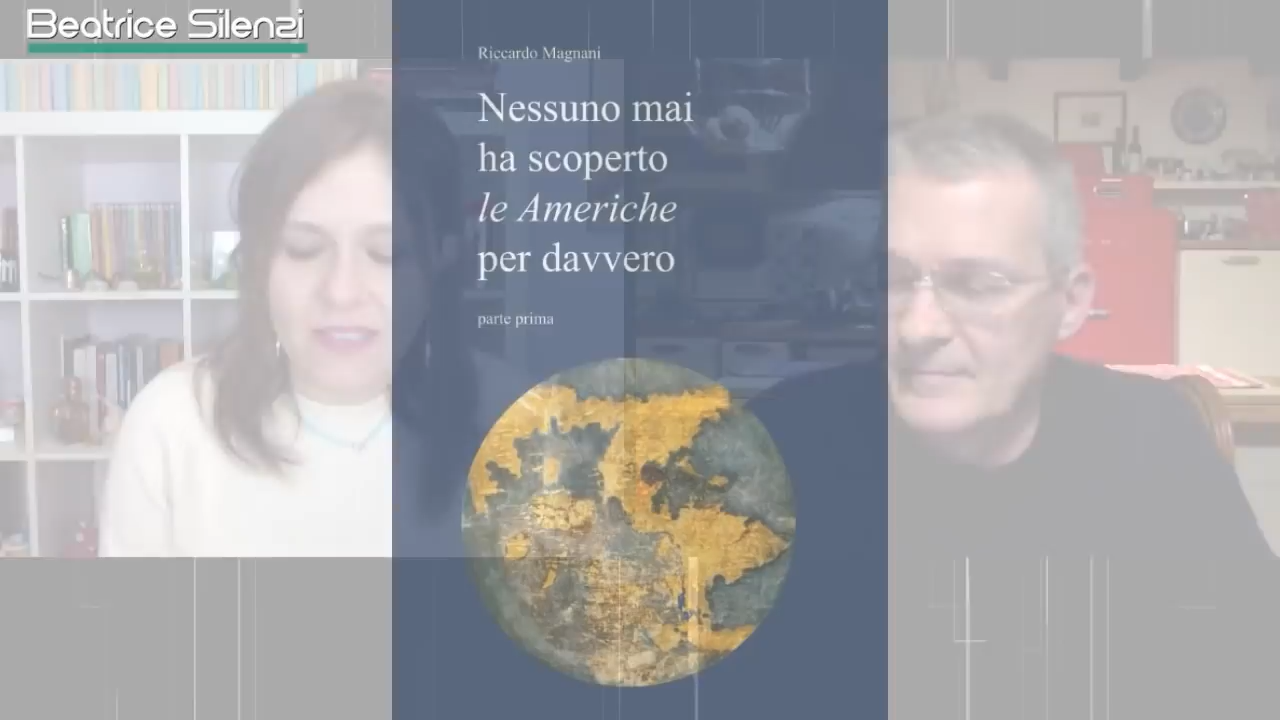 Beatrice Silenzi
Riccardo Magnani
Nessuno mai
ha scoperto
le Americhe
per davvero
parte prima